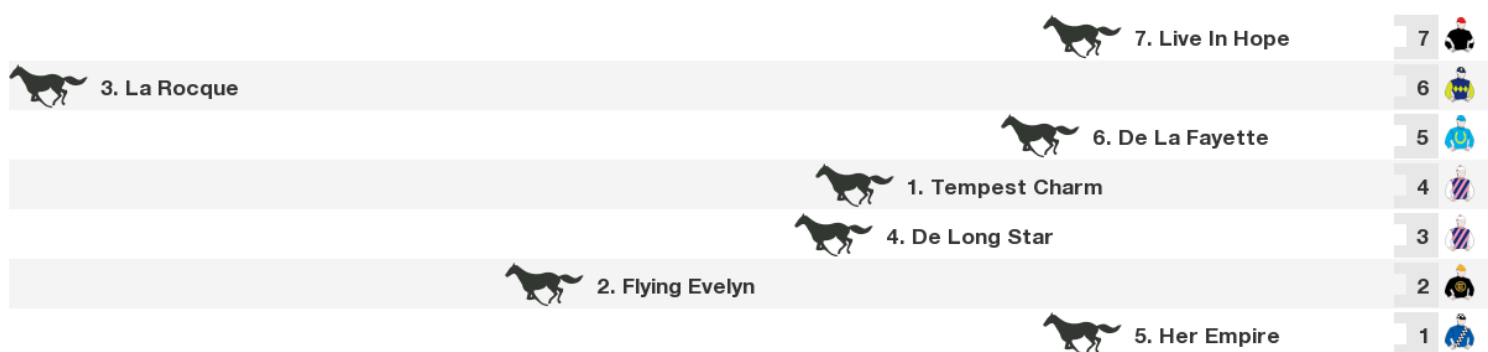 7. Live In Hope 7
3. La Rocque 6
6. De La Fayette 5
1. Tempest Charm 4
4. De Long Star 3
2. Flying Evelyn 2
5. Her Empire 1